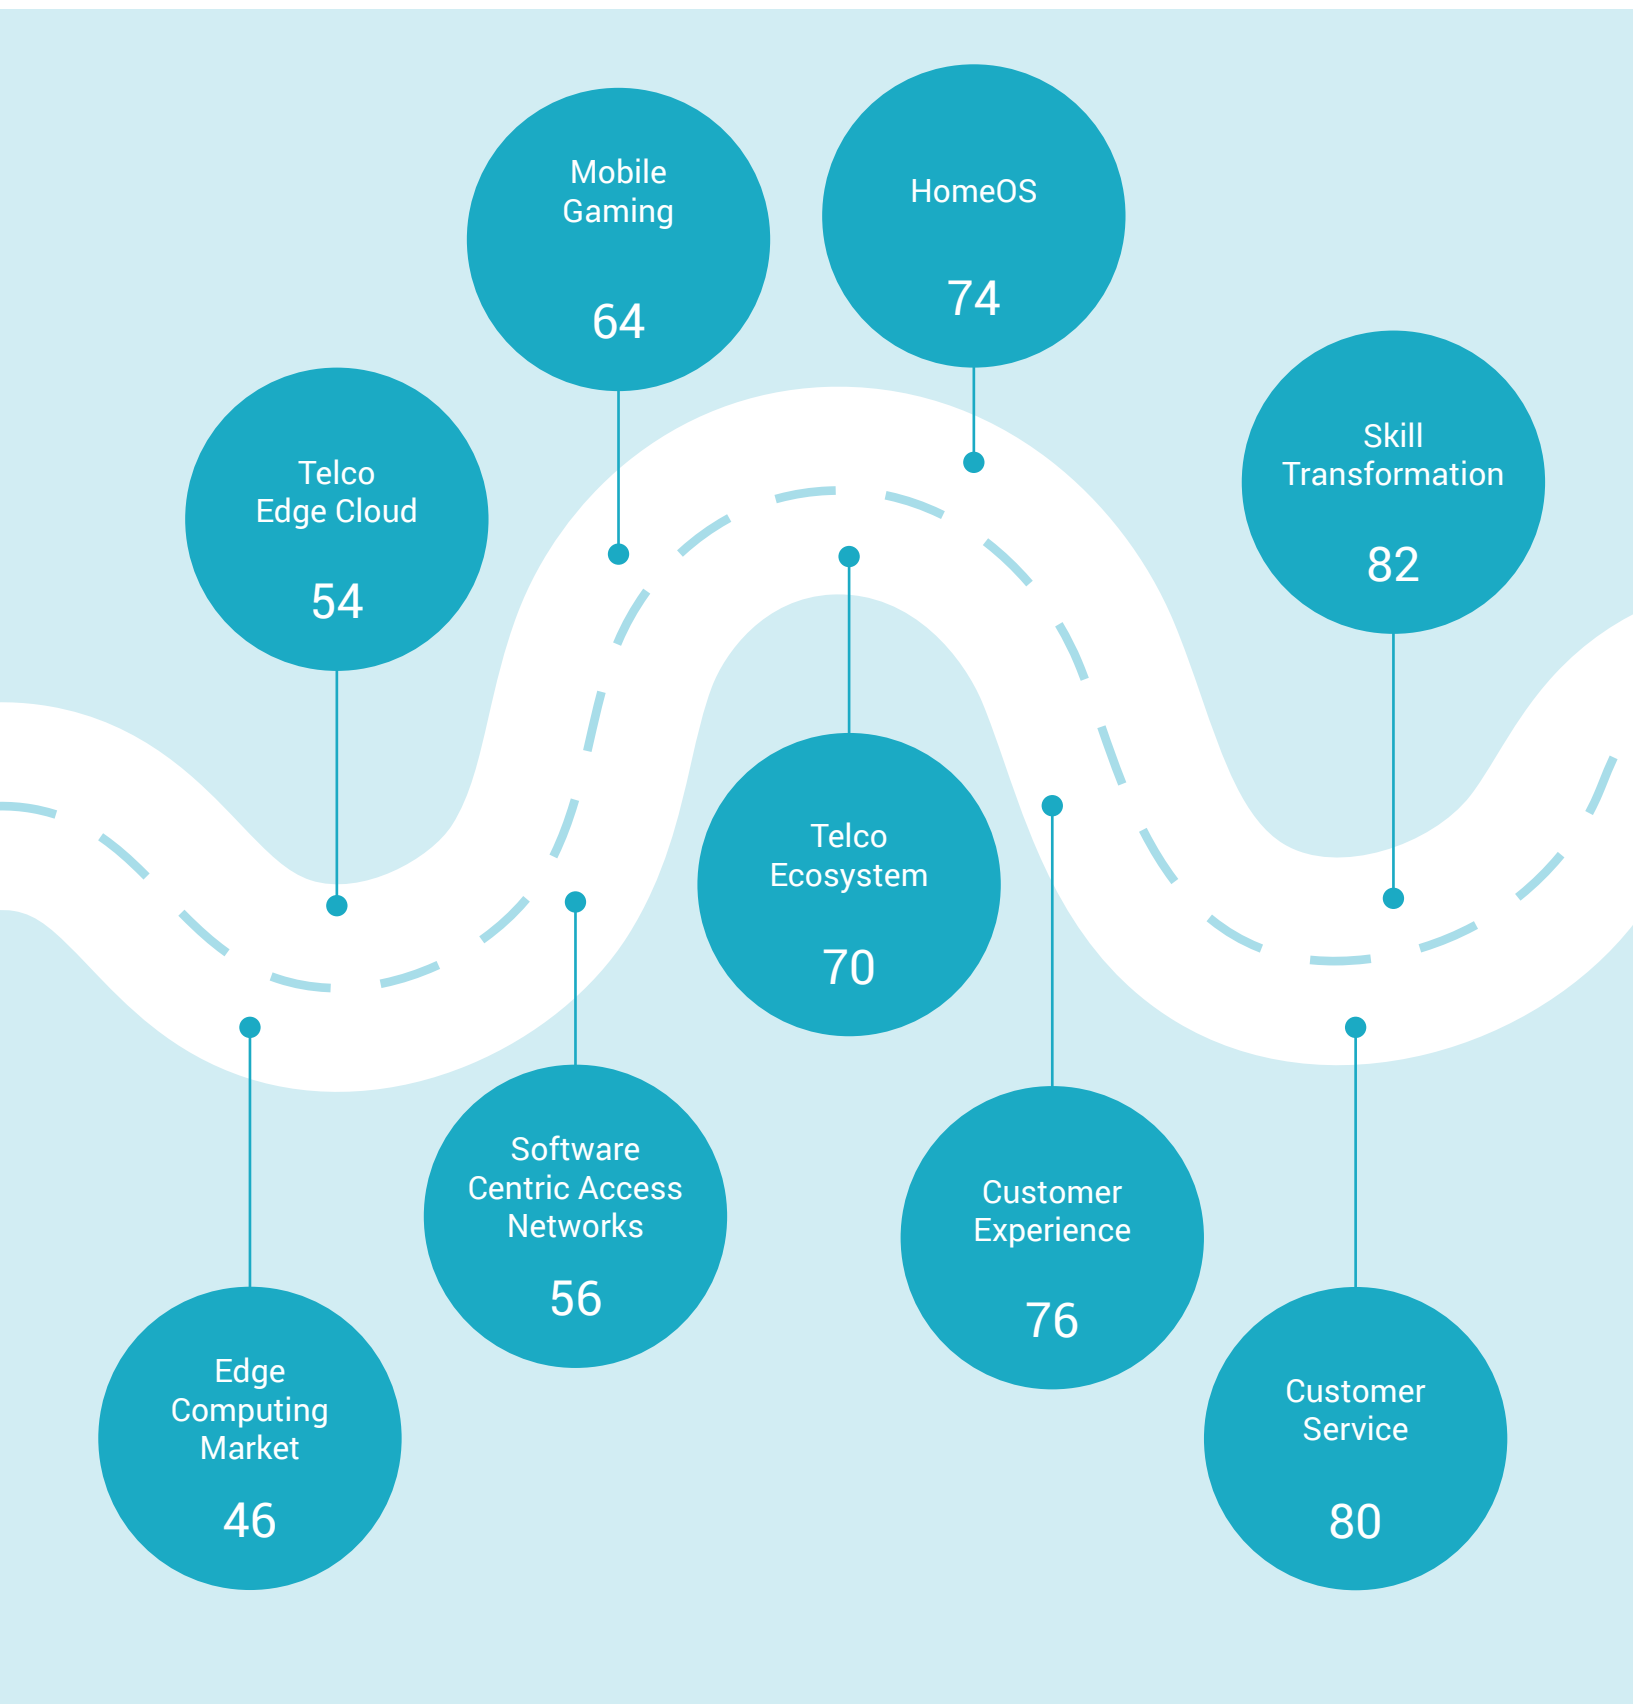 Mobile
Gaming
64
HomeOS
74
Telco
Edge Cloud
54
Skill
Transformation
82
Telco
Ecosystem
70
Software
Centric Access
Networks
56
Customer
Experience
76
Edge
Computing
Market
46
Customer
Service
80